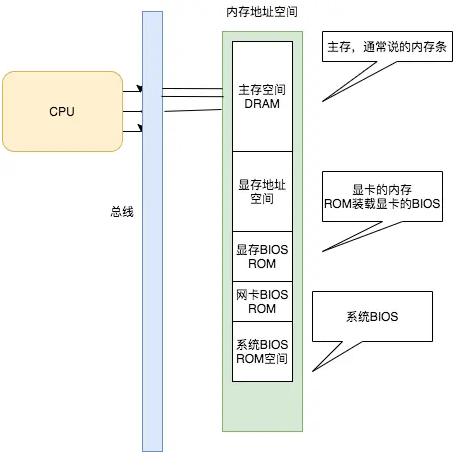 内存地址空间
CPU
总线
主存空间
DRAM
显存地址
空间
显存BIOS
ROM
网卡BIOS
ROM
系统BIOS
ROM空间
主存，通常说的内存条
显卡的内存
ROM装载显卡的BIOS
系统BIOS